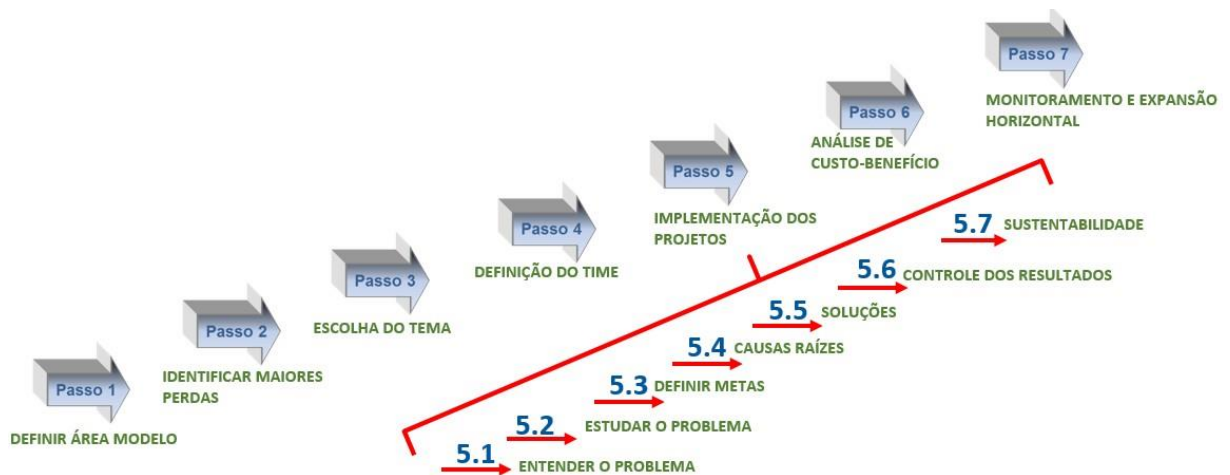 Passo 1
DEFINIR ÁREA MODELO
Passo 2
IDENTIFICAR MAIORES
PERDAS
Passo 3
ESCOLHA DO TEMA
Passo 4
DEFINIÇÃO DO TIME
Passo 5
IMPLEMENTAÇÃO DOS
PROJETOS
Passo 6
ANÁLISE DE
CUSTO-BENEFÍCIO
Passo 7
MONITORAMENTO E EXPANSÃO
HORIZONTAL
5.1 ENTENDER O PROBLEMA
5.2 ESTUDAR O PROBLEMA
5.3 DEFINIR METAS
5.4 CAUSAS RAÍZES
5.5 SOLUÇÕES
5.6 CONTROLE DOS RESULTADOS
5.7 SUSTENTABILIDADE